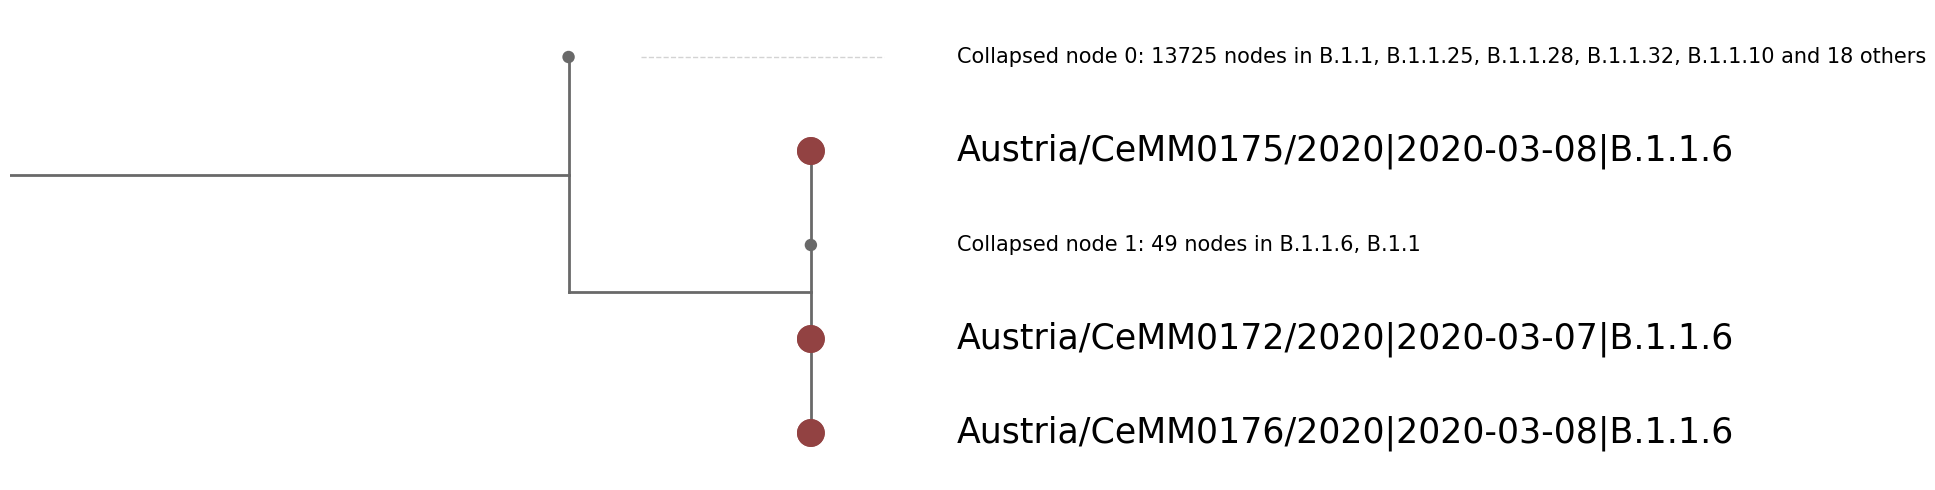 Collapsed node 0: 13725 nodes in B.1.1, B.1.1.25, B.1.1.28, B.1.1.32, B.1.1.10 and 18 others
Austria/CeMM0175/2020|2020-03-08|B.1.1.6
Collapsed node 1: 49 nodes in B.1.1.6, B.1.1
Austria/CeMM0172/2020|2020-03-07|B.1.1.6
Austria/CeMM0176/2020|2020-03-08|B.1.1.6